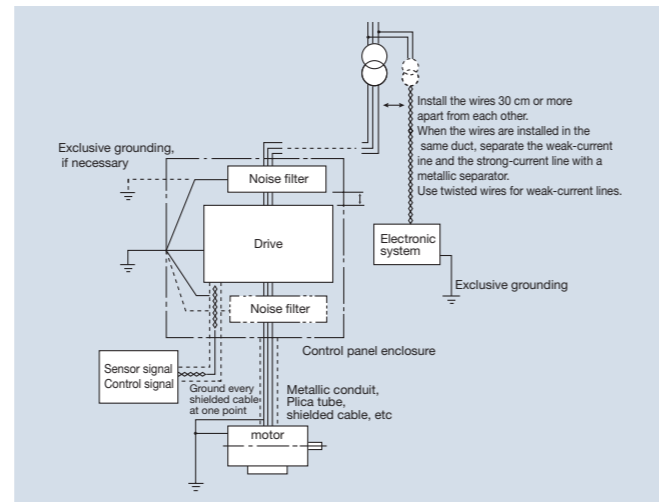 Install the wires 30 cm or more
apart from each other.
When the wires are installed in the
same duct, separate the weak-current
ine and the strong-current line with a
metallic separator.
Use twisted wires for weak-current lines.
Exclusive grounding,
if necessary
Noise filter
Drive
Electronic
system
Exclusive grounding
Noise filter
Control panel enclosure
Sensor signal
Control signal
Ground every
shielded cable
at one point
Metallic conduit,
Plica tube,
shielded cable, etc
motor